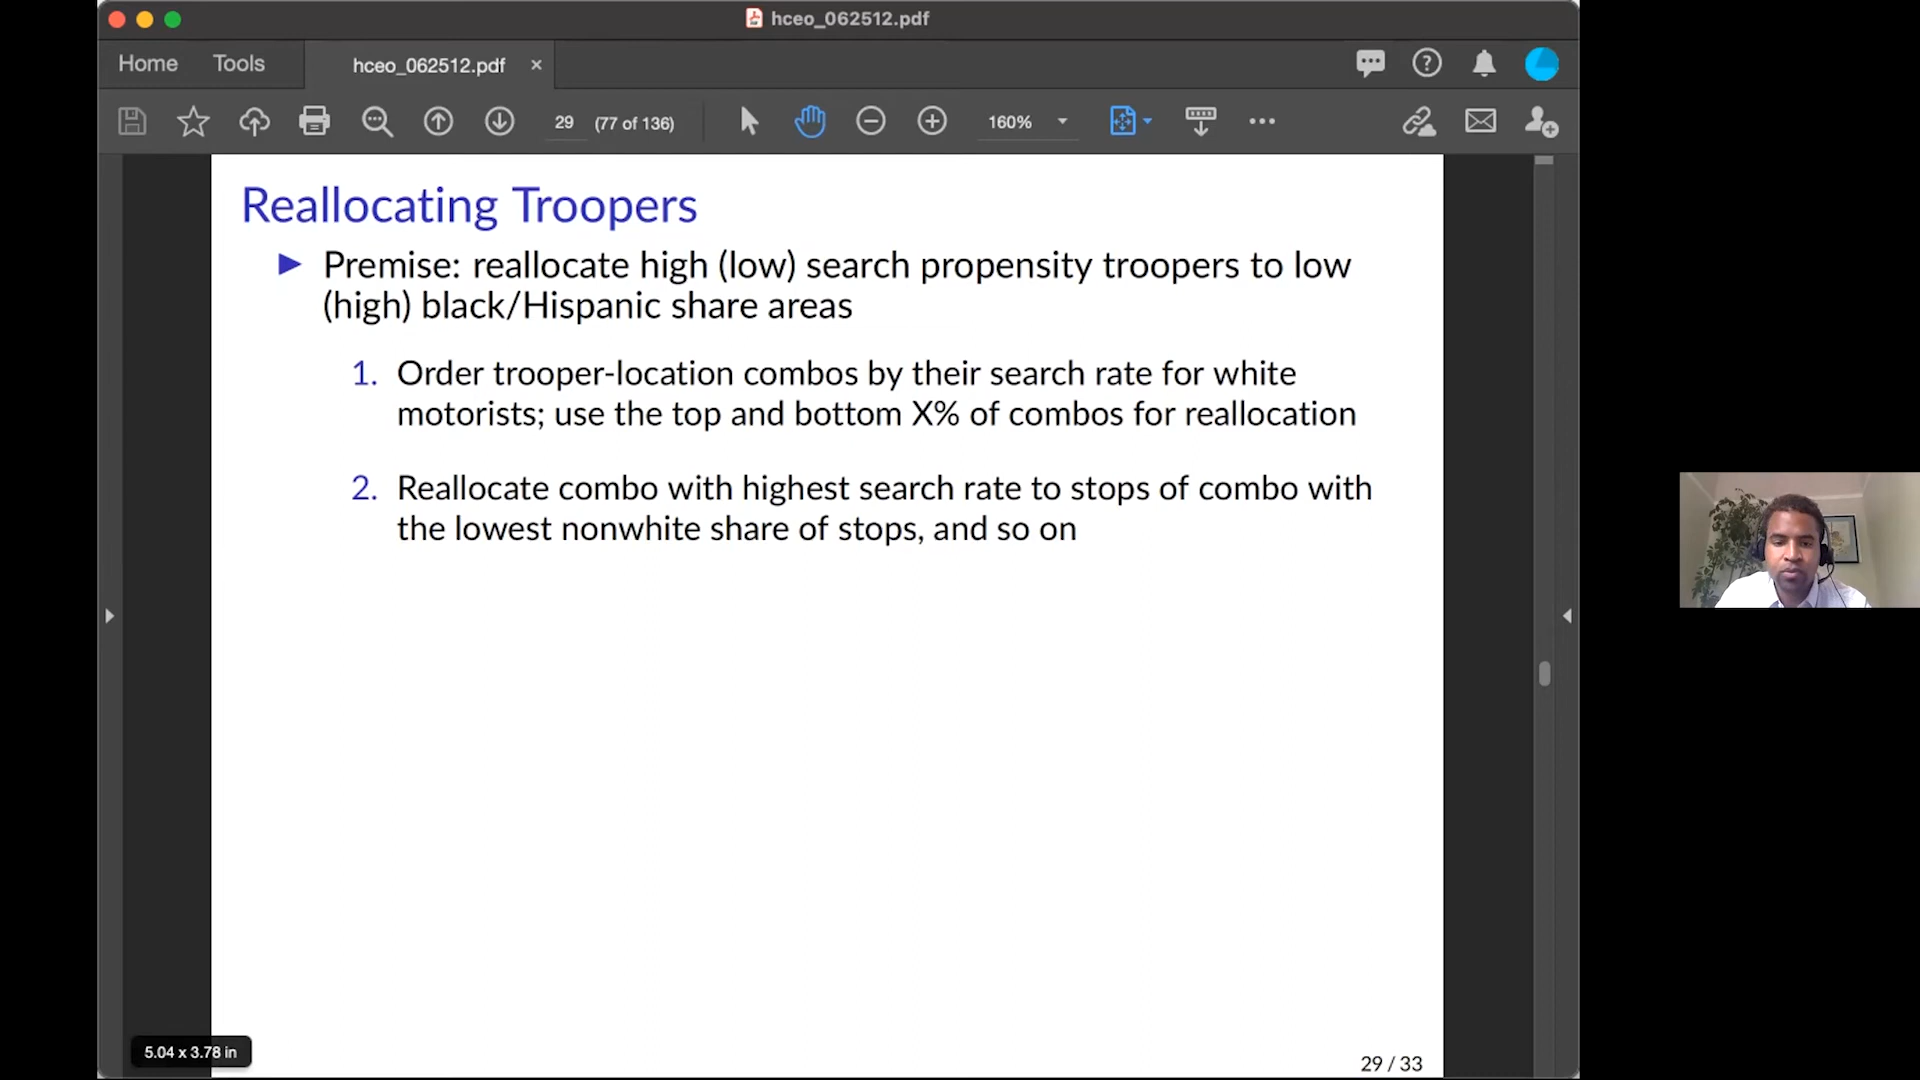 hceo_062512.pdf
Home Tools hceo_062512.pdf ×
29 (77 of 136) 160%
Reallocating Troopers
▶ Premise: reallocate high (low) search propensity troopers to low
(high) black/Hispanic share areas
1. Order trooper-location combos by their search rate for white
motorists; use the top and bottom X% of combos for reallocation
2. Reallocate combo with highest search rate to stops of combo with
the lowest nonwhite share of stops, and so on
5.04 x 3.78 in
29 / 33